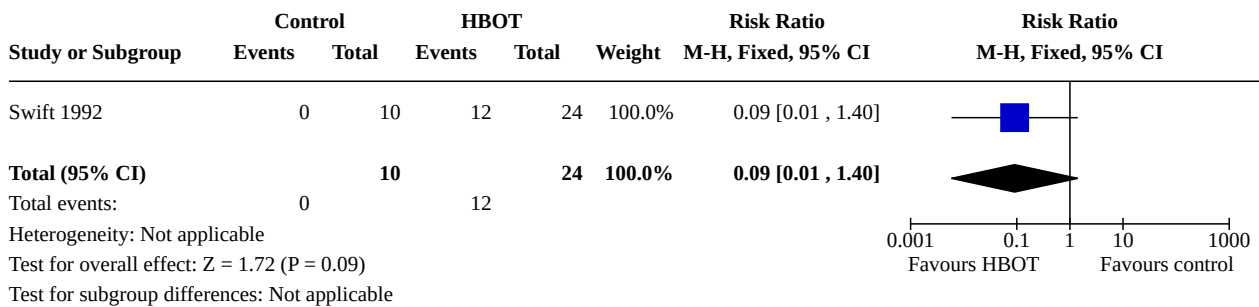 Control HBOT Risk Ratio Risk Ratio
Study or Subgroup Events Total Events Total Weight M-H, Fixed, 95% CI M-H, Fixed, 95% CI
Swift 1992 0 10 12 24 100.0% 0.09 [0.01 , 1.40]
Total (95% CI) 10 24 100.0% 0.09 [0.01 , 1.40]
Total events: 0 12
Heterogeneity: Not applicable
0.001 0.1 1 10 1000
Test for overall effect: Z = 1.72 (P = 0.09)
Favours HBOT Favours control
Test for subgroup differences: Not applicable